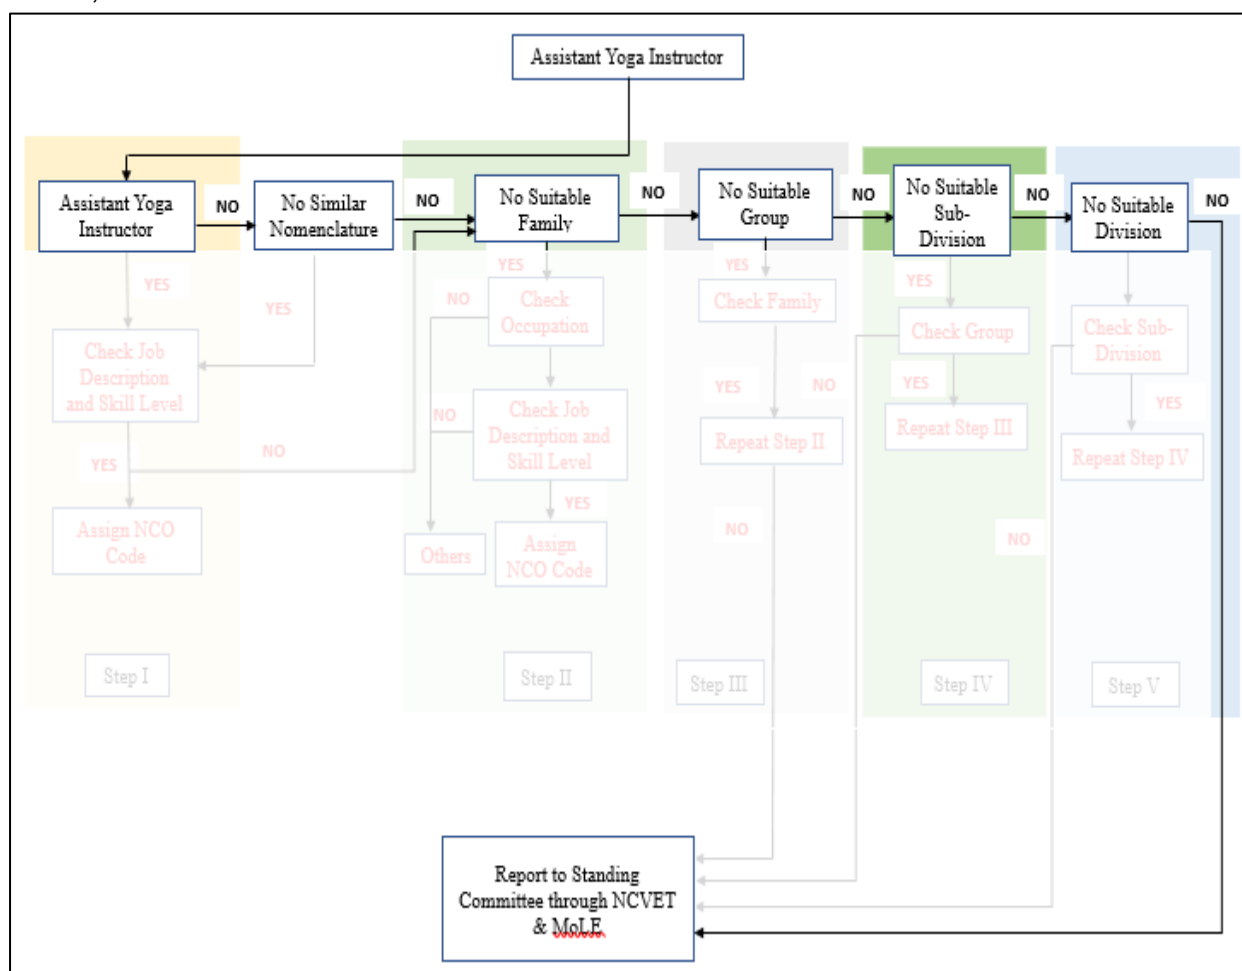 Assistant Yoga Instructor
Assistant Yoga
Instructor
NO
No Similar
Nomenclature
NO
No Suitable
Family
NO
No Suitable
Group
NO
No Suitable
Sub-
Division
NO
No Suitable
Division
NO
YES
YES
YES
NO
YES
YES
Check
Occupation
Check Family
Check Group
Check Sub-
Division
Check Job
Description
and Skill Level
NO
Check Job
Description and
Skill Level
YES
NO
YES
YES
Repeat Step II
Repeat Step III
Repeat Step IV
YES
NO
YES
Assign NCO
Code
Others
Assign
NCO Code
NO
NO
Step I
Step II
Step III
Step IV
Step V
Report to Standing
Committee through NCVET
& MoLE